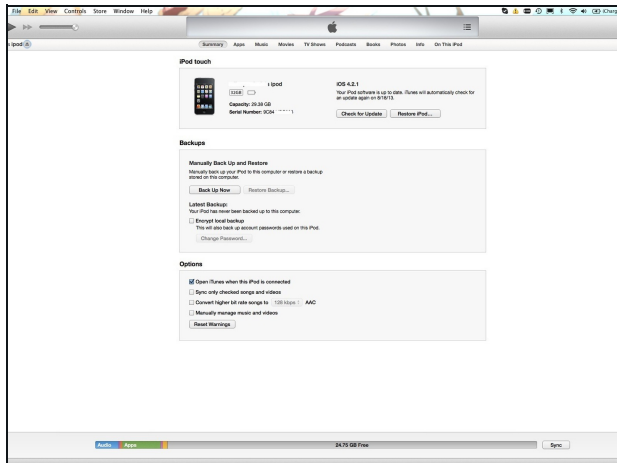 File Edit View Controls Store Window Help
ipod
Summary Apps Music Movies TV Shows Podcasts Books Photos Info On This iPod
iPod touch
ipod
32GB
Capacity: 29.38 GB
Serial Number: 9C84
iOS 4.2.1
Your iPod software is up to date. iTunes will automatically check for
an update again on 8/18/13.
Check for Update Restore iPod...
Backups
Manually Back Up and Restore
Manually back up your iPod to this computer or restore a backup
stored on this computer.
Back Up Now Restore Backup...
Latest Backup:
Your iPod has never been backed up to this computer.
Encrypt local backup
This will also back up account passwords used on this iPod.
Change Password...
Options
Open iTunes when this iPod is connected
Sync only checked songs and videos
Convert higher bit rate songs to 128 kbps AAC
Manually manage music and videos
Reset Warnings
Audio Apps 24.75 GB Free Sync